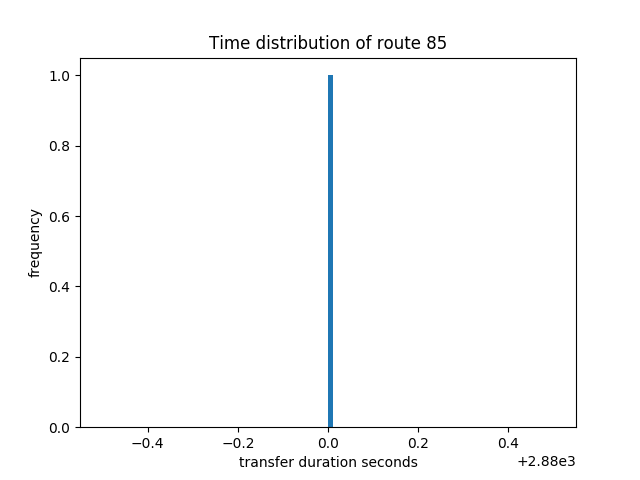 Time distribution of route 85
1.0
0.8
0.6
0.4
0.2
0.0
frequency
−0.4 −0.2 0.0 0.2 0.4
transfer duration seconds
+2.88e3